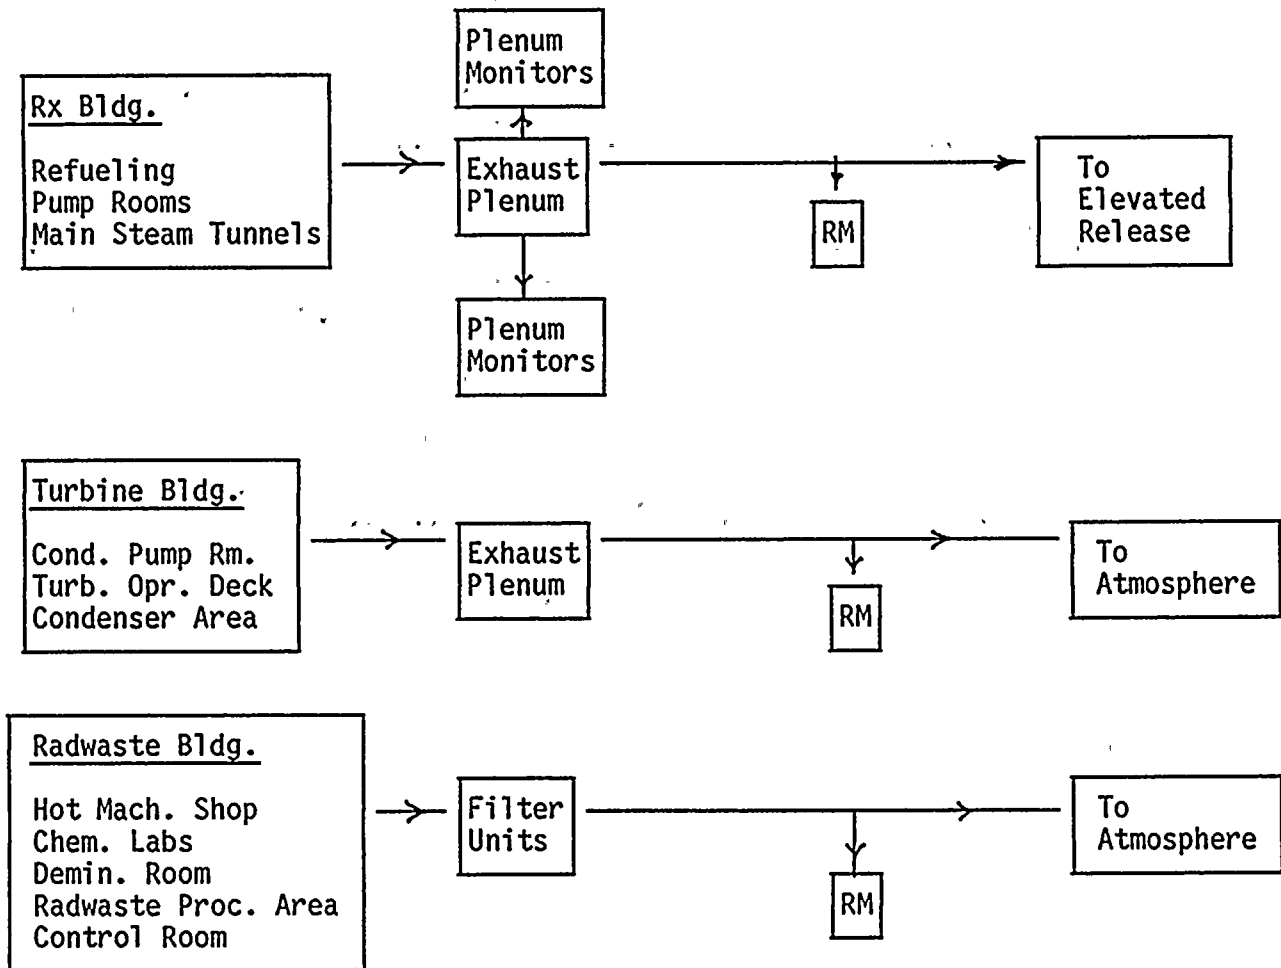 Plenum
Monitors
Rx Bldg.
Refueling
Pump Rooms
Main Steam Tunnels
Exhaust
Plenum
RM
To
Elevated
Release
Plenum
Monitors
Turbine Bldg.
Cond. Pump Rm.
Turb. Opr. Deck
Condenser Area
Exhaust
Plenum
RM
To
Atmosphere
Radwaste Bldg.
Hot Mach. Shop
Chem. Labs
Demin. Room
Radwaste Proc. Area
Control Room
Filter
Units
RM
To
Atmosphere